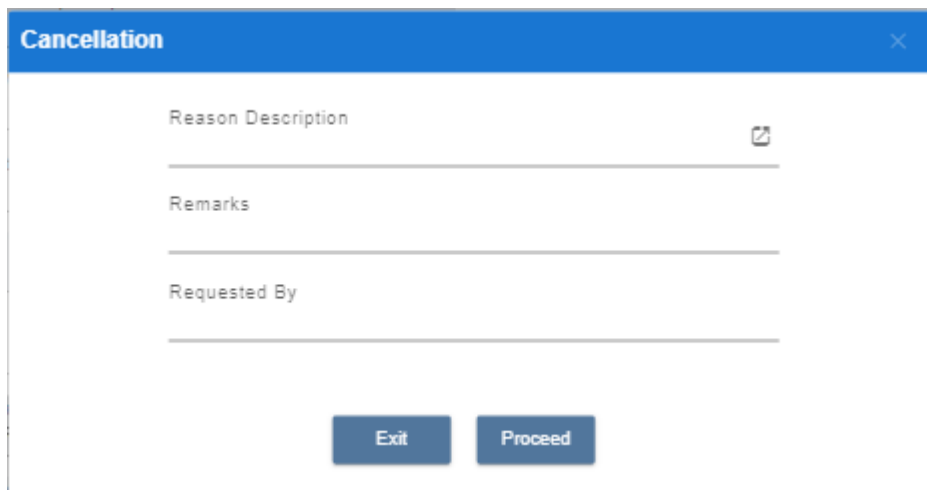 Cancellation
Reason Description
Remarks
Requested By
Exit Proceed